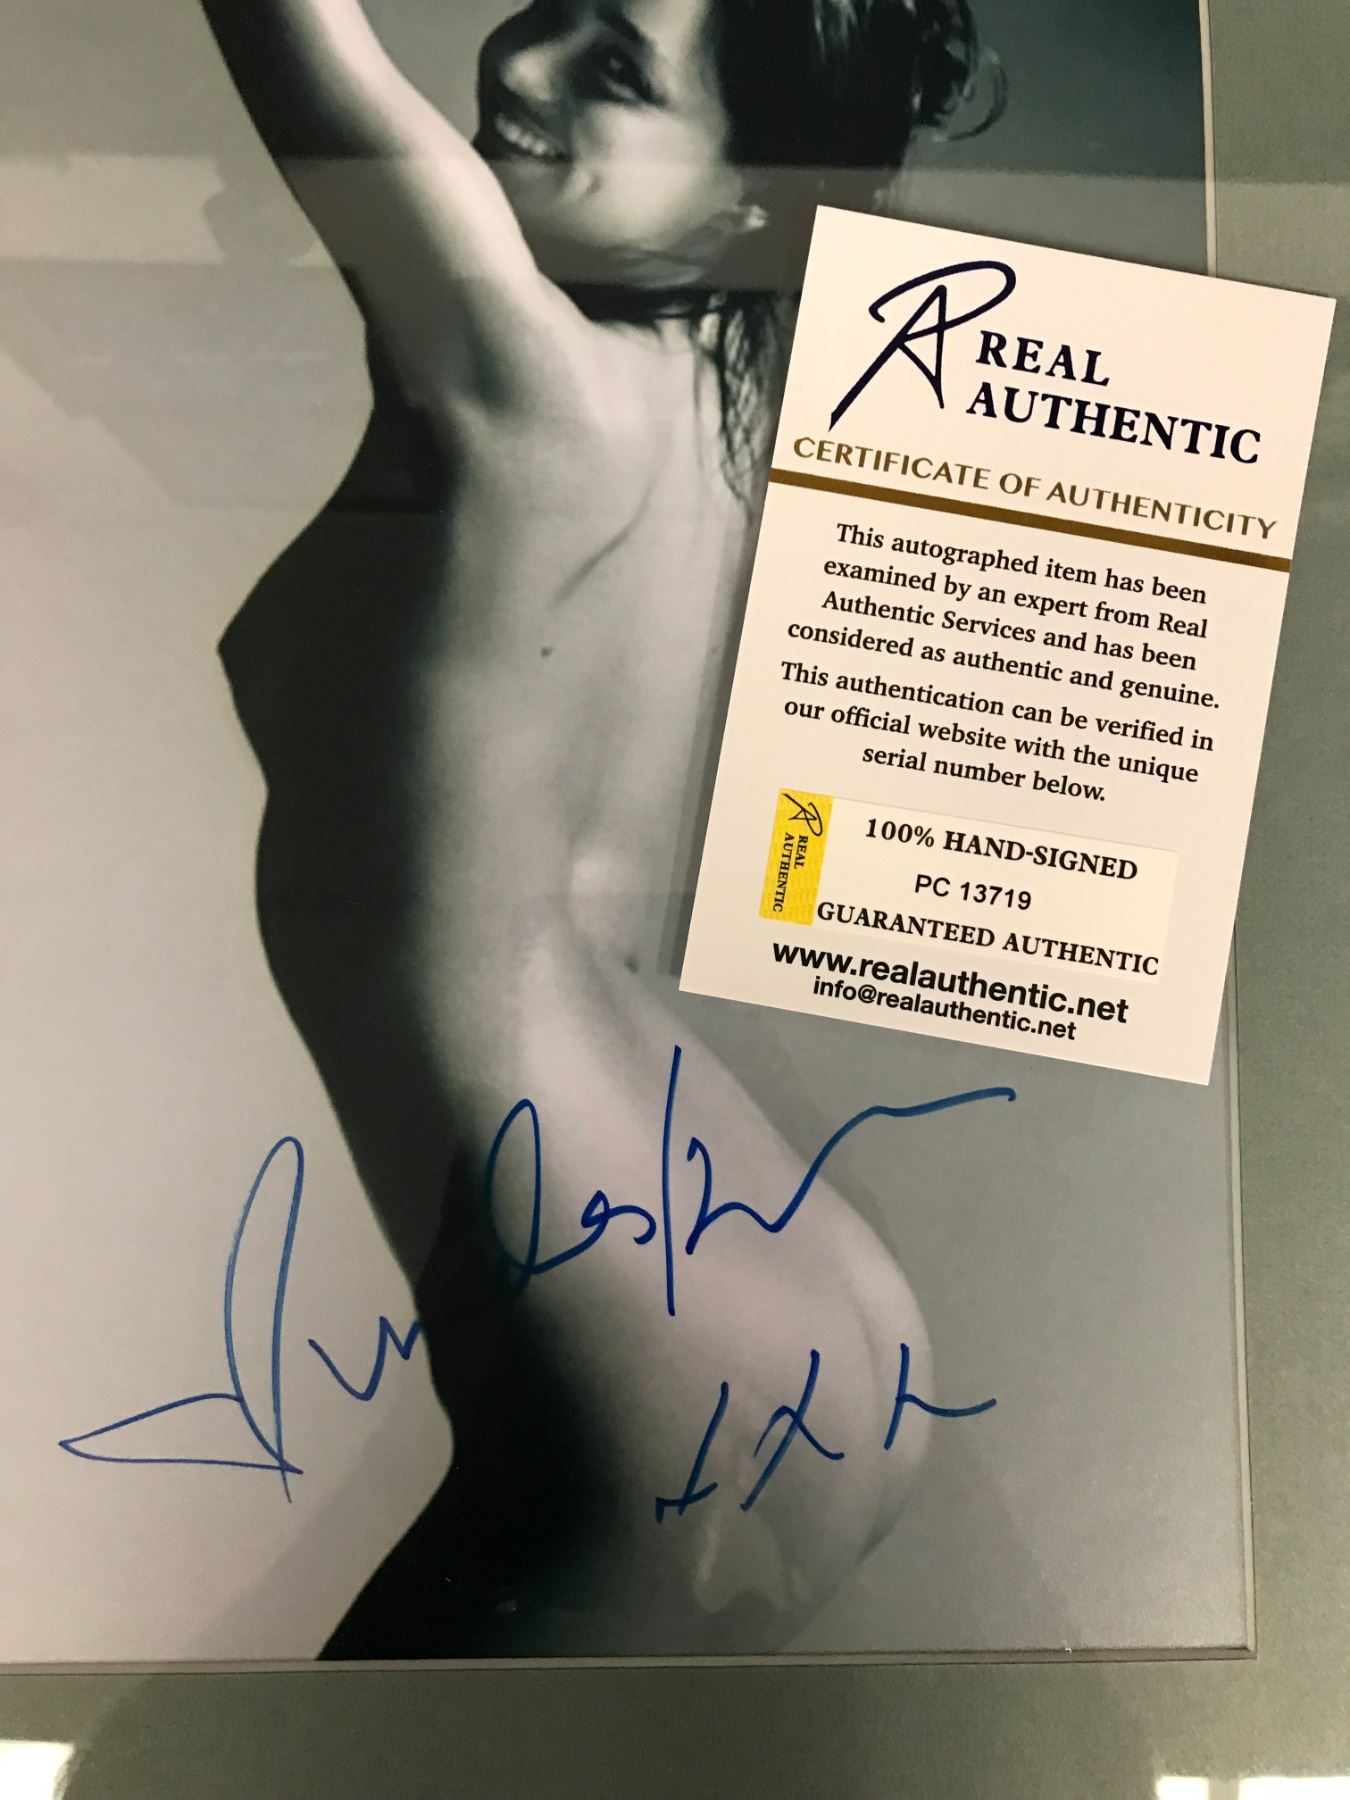 REAL
AUTHENTIC
CERTIFICATE OF AUTHENTICITY
This autographed item has been
examined by an expert from Real
Authentic Services and has been
considered as authentic and genuine.
This authentication can be verified in
our official website with the unique
serial number below.
REAL
AUTHENTIC
100% HAND-SIGNED
PC 13719
GUARANTEED AUTHENTIC
www.realauthentic.net
info@realauthentic.net